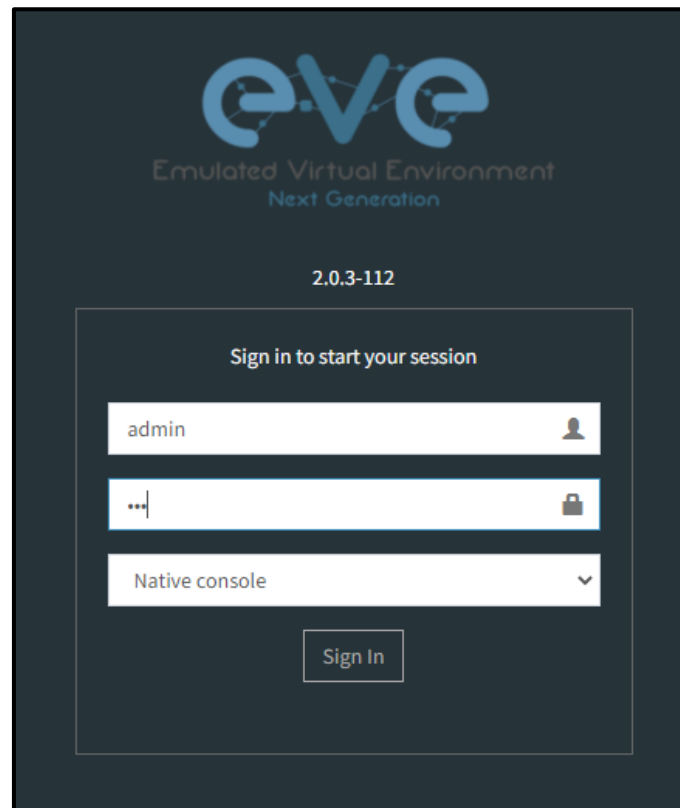 eve
Emulated Virtual Environment
Next Generation
2.0.3-112
Sign in to start your session
admin
•••
Native console
Sign In